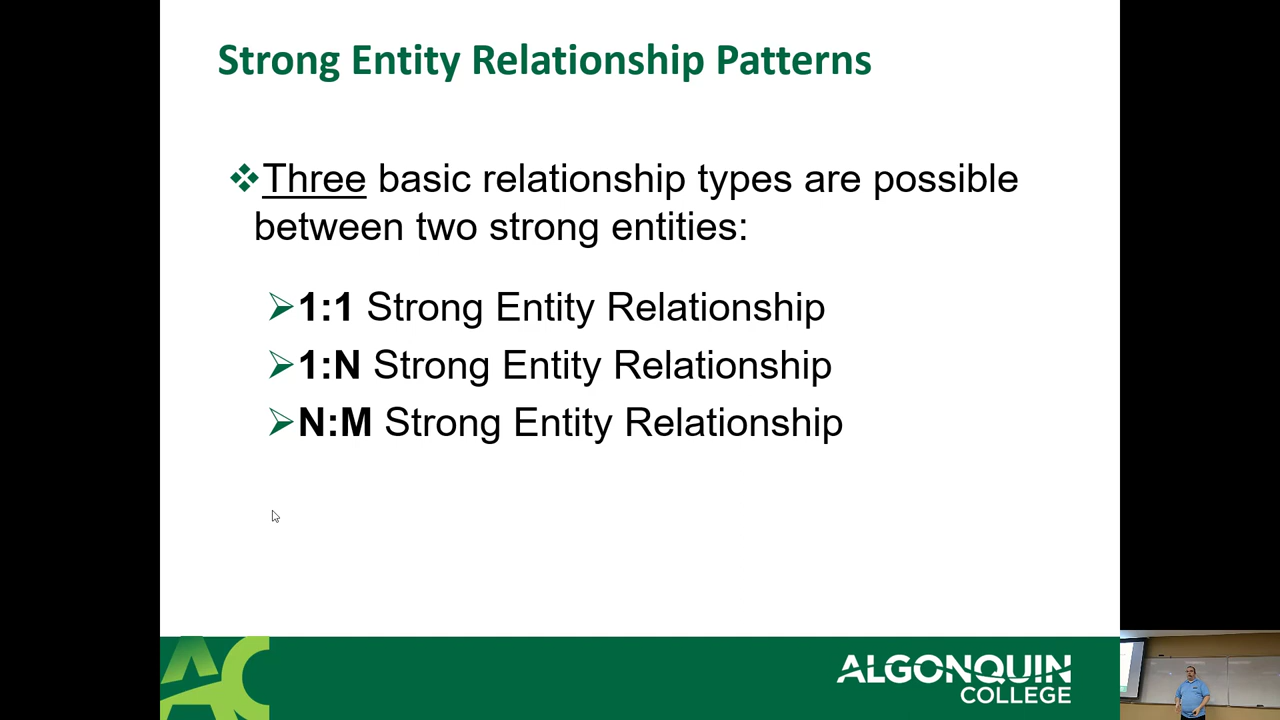 Strong Entity Relationship Patterns
Three basic relationship types are possible
between two strong entities:
1:1 Strong Entity Relationship
1:N Strong Entity Relationship
N:M Strong Entity Relationship
AC
ALGONQUIN
COLLEGE